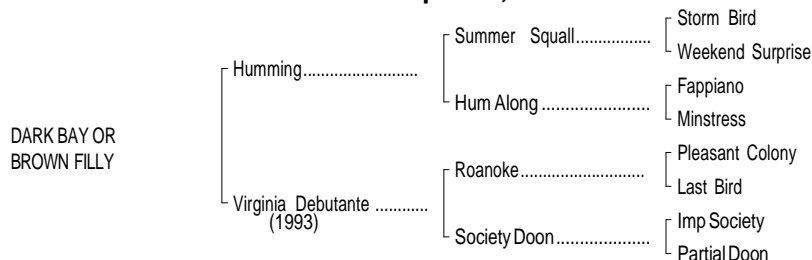 Storm Bird
Summer Squall.................
Weekend Surprise
Humming..........................
Fappiano
Hum Along ........................
Minstress
DARK BAY OR
BROWN FILLY
Pleasant Colony
Roanoke............................
Last Bird
Virginia Debutante ............
(1993)
Imp Society
Society Doon.....................
Partial Doon